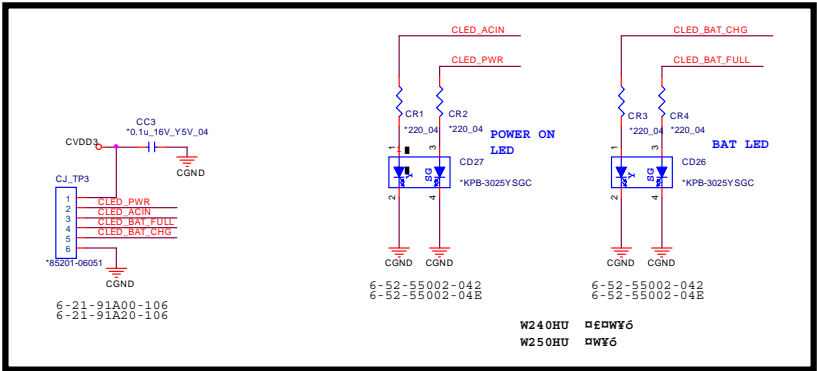 CLED_ACIN
CLED_PWR
CLED_BAT_CHG
CLED_BAT_FULL
CC3
*0.1u_16V_Y5V_04
CVDD3
CGND
CR1
*220_04
CR2
*220_04
POWER ON
LED
CR3
*220_04
CR4
*220_04
BAT LED
1
3
Y
SG
2
4
CD27
*KPB-3025YSGC
1
3
Y
SG
2
4
CD26
*KPB-3025YSGC
CJ_TP3
1
2
3
4
5
6
CLED_PWR
CLED_ACIN
CLED_BAT_FULL
CLED_BAT_CHG
*85201-06051
CGND
CGND
CGND
CGND
CGND
6-21-91A00-106
6-21-91A20-106
6-52-55002-042
6-52-55002-04E
6-52-55002-042
6-52-55002-04E
W240HU ¤£¤W¥ó
W250HU ¤W¥ó